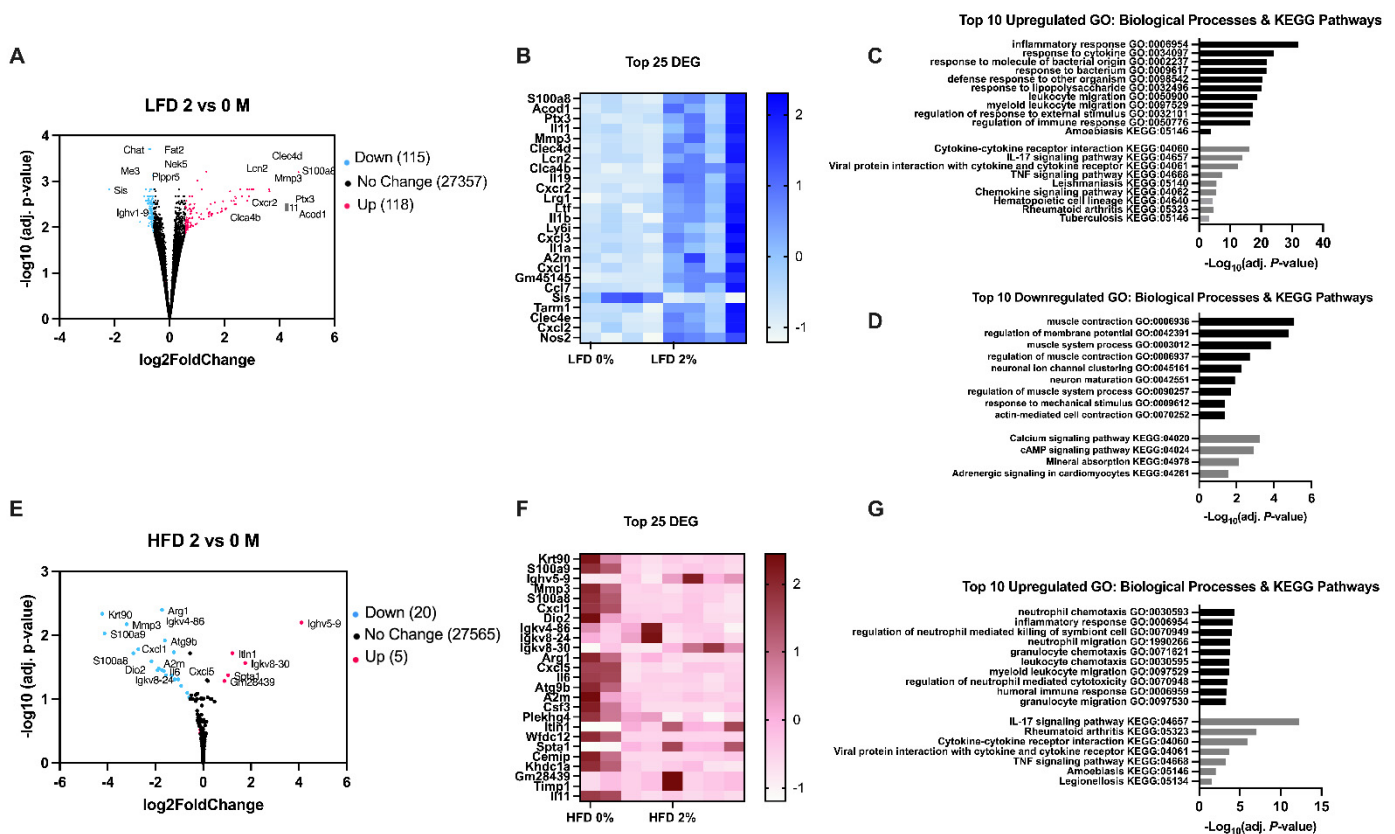 A
LFD 2 vs 0 M
-log10 (adj. p-value)
4
3
2
1
0
Chat
Fat2
Me3
Nek5
Plppr5
Sis
Ighv1-9
Clec4d
Lcn2
S100a8
Mmp3
Cxcr2
Ptx3
Il11
Clca4b
Acod1
-4
-2
0
2
4
6
log2FoldChange
Down (115)
No Change (27357)
Up (118)
B
Top 25 DEG
S100a8
Acod1
Ptx3
Il11
Mmp3
Clec4d
Lcn2
Clca4b
Il19
Cxcr2
Lrg1
Ltf
Il1b
Ly6i
Cxcl3
Il1a
A2m
Cxcl1
Gm45145
Ccl7
Sis
Tarm1
Clec4e
Cxcl2
Nos2
LFD 0%
LFD 2%
2
1
0
-1
Top 10 Upregulated GO: Biological Processes & KEGG Pathways
C
inflammatory response GO:0006954
response to cytokine GO:0034097
response to molecule of bacterial origin GO:0002237
response to bacterium GO:0009617
defense response to other organism GO:0098542
response to lipopolysaccharide GO:0032496
leukocyte migration GO:0050900
myeloid leukocyte migration GO:0097529
regulation of response to external stimulus GO:0032101
regulation of immune response GO:0050776
Amoebiasis KEGG:05146
Cytokine-cytokine receptor interaction KEGG:04060
IL-17 signaling pathway KEGG:04657
Viral protein interaction with cytokine and cytokine receptor KEGG:04061
TNF signaling pathway KEGG:04668
Leishmaniasis KEGG:05140
Chemokine signaling pathway KEGG:04062
Hematopoietic cell lineage KEGG:04640
Rheumatoid arthritis KEGG:05323
Tuberculosis KEGG:05146
0
10
20
30
40
-Log10(adj. P-value)
Top 10 Downregulated GO: Biological Processes & KEGG Pathways
D
muscle contraction GO:0006936
regulation of membrane potential GO:0042391
muscle system process GO:0003012
regulation of muscle contraction GO:0006937
neuronal ion channel clustering GO:0045161
neuron maturation GO:0042551
regulation of muscle system process GO:0090257
response to mechanical stimulus GO:0009612
actin-mediated cell contraction GO:0070252
Calcium signaling pathway KEGG:04020
cAMP signaling pathway KEGG:04024
Mineral absorption KEGG:04978
Adrenergic signaling in cardiomyocytes KEGG:04261
0
2
4
6
-Log10(adj. P-value)
E
HFD 2 vs 0 M
-log10 (adj. p-value)
3
2
1
0
Krt90
Arg1
Mmp3
Igkv4-86
S100a9
Atg9b
Cxcl1
S100a8
A2m
Dio2
Il6
Cxcl5
Igkv8-24
Ighv5-9
Itln1
Igkv8-30
Spta1
Gm28439
-6
-4
-2
0
2
4
6
log2FoldChange
Down (20)
No Change (27565)
Up (5)
F
Top 25 DEG
Krt90
S100a9
Ighv5-9
Mmp3
S100a8
Cxcl1
Dio2
Igkv4-86
Igkv8-24
Igkv8-30
Arg1
Cxcl5
Il6
Atg9b
A2m
Csf3
Plekhg4
Itln1
Wfdc12
Spta1
Cemip
Khdc1a
Gm28439
Timp1
Il11
HFD 0%
HFD 2%
2
1
0
-1
G
Top 10 Upregulated GO: Biological Processes & KEGG Pathways
neutrophil chemotaxis GO:0030593
inflammatory response GO:0006954
regulation of neutrophil mediated killing of symbiont cell GO:0070949
neutrophil migration GO:1990266
granulocyte chemotaxis GO:0071621
leukocyte chemotaxis GO:0030595
myeloid leukocyte migration GO:0097529
regulation of neutrophil mediated cytotoxicity GO:0070948
humoral immune response GO:0006959
granulocyte migration GO:0097530
IL-17 signaling pathway KEGG:04657
Rheumatoid arthritis KEGG:05323
Cytokine-cytokine receptor interaction KEGG:04060
Viral protein interaction with cytokine and cytokine receptor KEGG:04061
TNF signaling pathway KEGG:04668
Amoebiasis KEGG:05146
Legionellosis KEGG:05134
0
5
10
15
-Log10(adj. P-value)